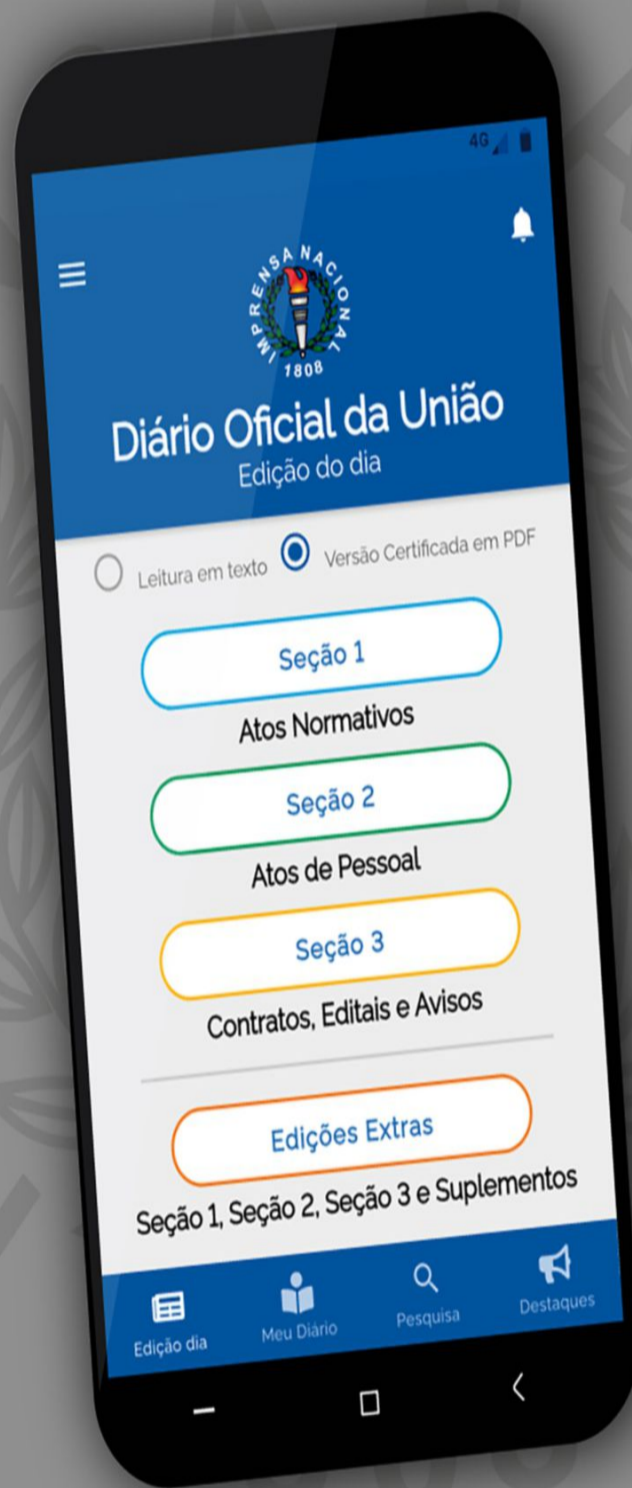 4G
IMPRENSA NACIONAL
1808
Diário Oficial da União
Edição do dia
Leitura em texto Versão Certificada em PDF
Seção 1
Atos Normativos
Seção 2
Atos de Pessoal
Seção 3
Contratos, Editais e Avisos
Edições Extras
Seção 1, Seção 2, Seção 3 e Suplementos
Edição dia Meu Diário Pesquisa Destaques